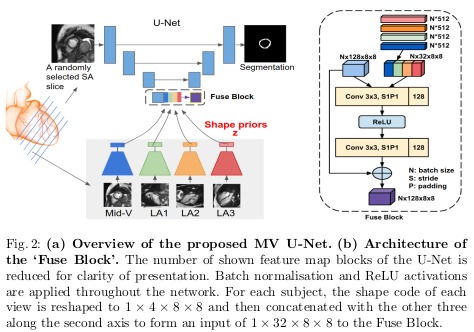 U-Net
A randomly
selected SA
slice
Segmentation
Fuse Block
Shape priors
z
Mid-V
LA1
LA2
LA3
N*512
N*512
N*512
N*512
Nx128x8x8
Nx32x8x8
Conv 3x3, S1P1
128
ReLU
Conv 3x3, S1P1
128
N: batch size
S: stride
P: padding
Nx128x8x8
Fuse Block
Fig. 2: (a) Overview of the proposed MV U-Net. (b) Architecture of
the ‘Fuse Block’. The number of shown feature map blocks of the U-Net is
reduced for clarity of presentation. Batch normalisation and ReLU activations
are applied throughout the network. For each subject, the shape code of each
view is reshaped to 1 × 4 × 8 × 8 and then concatenated with the other three
along the second axis to form an input of 1 × 32 × 8 × 8 to the Fuse Block.